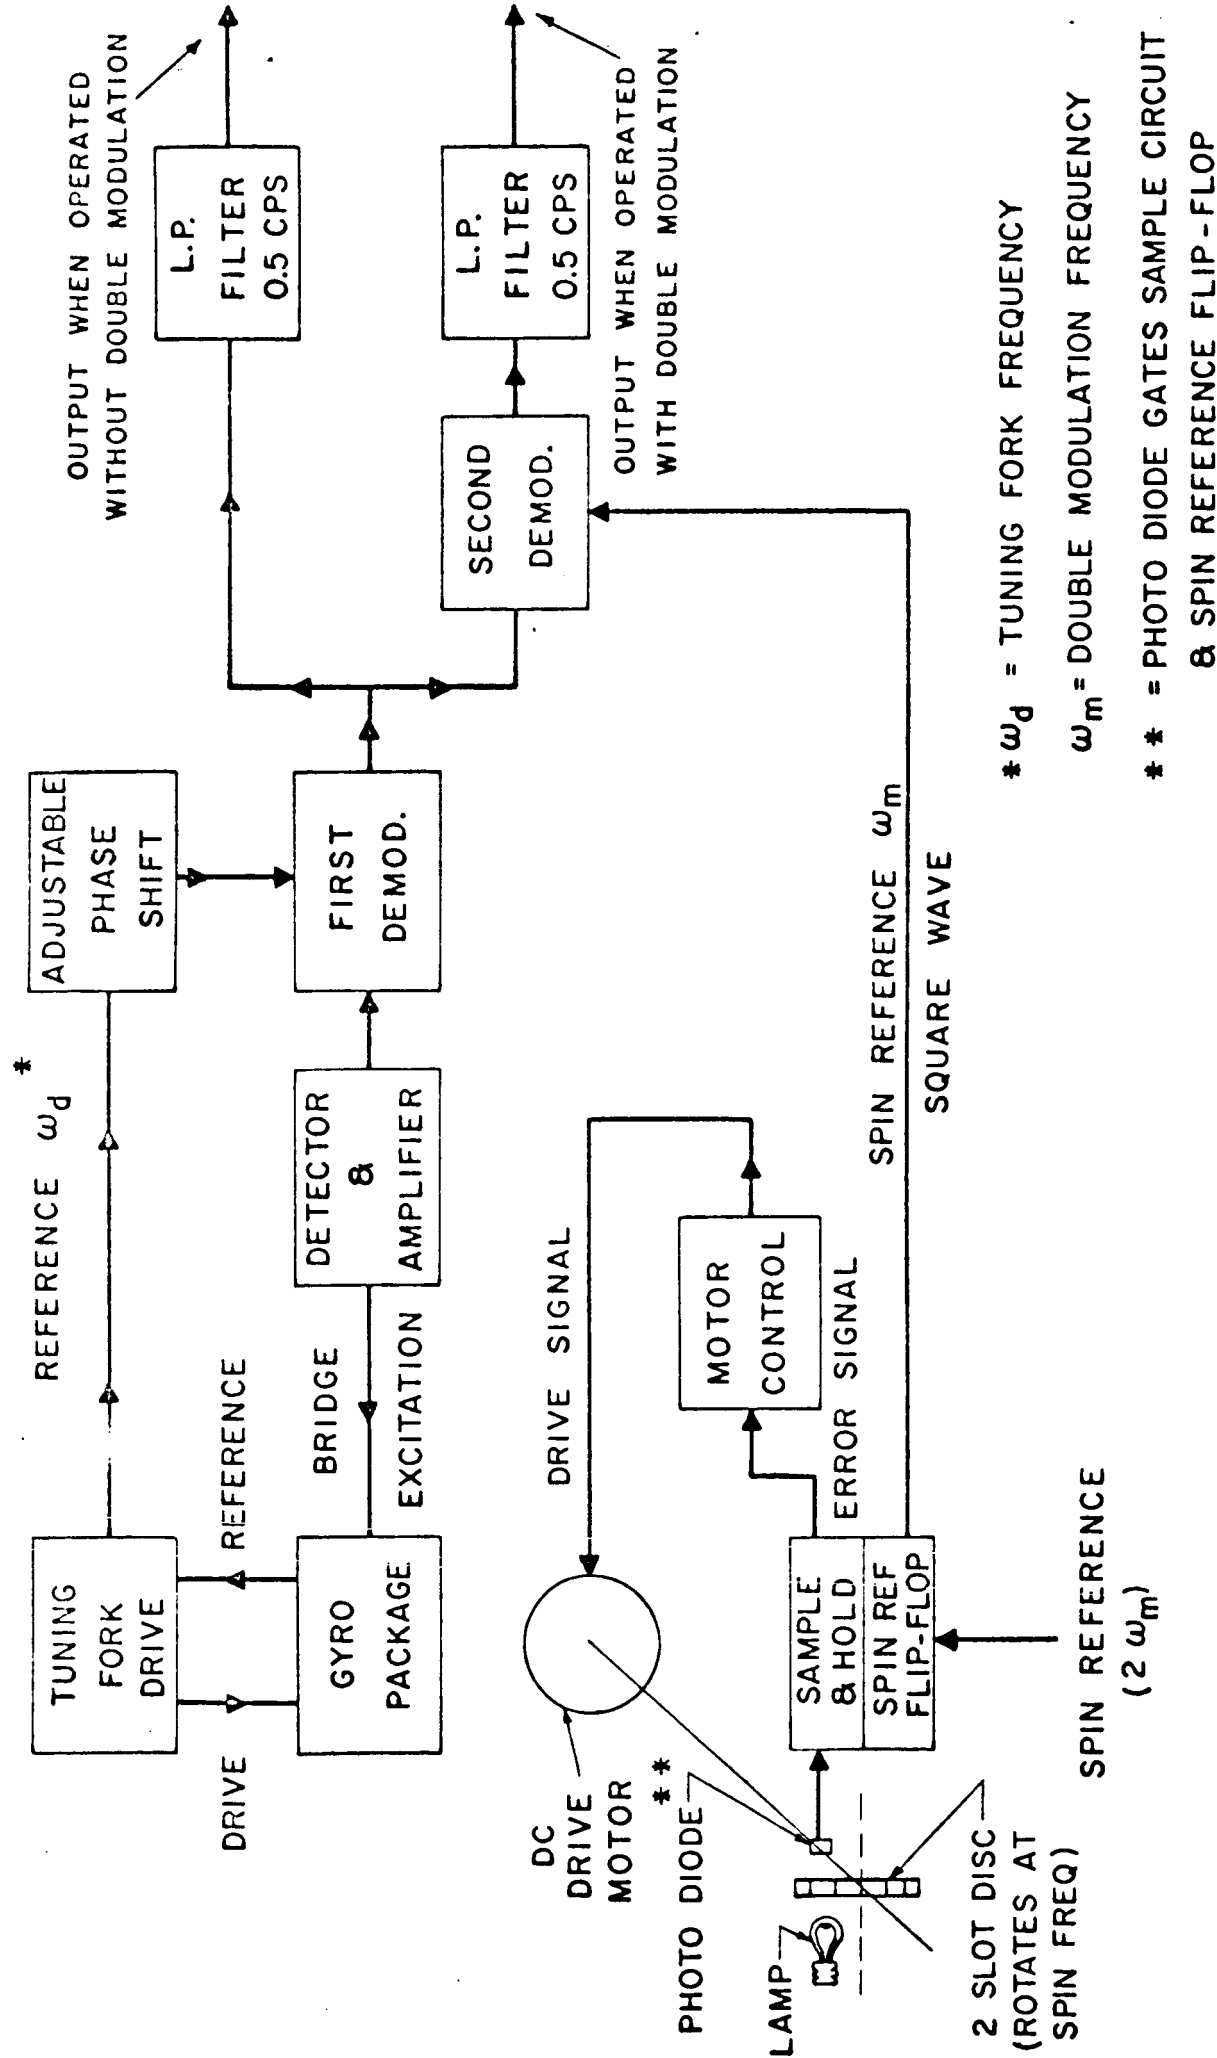 TUNING
FORK
DRIVE
REFERENCE ωd *
ADJUSTABLE
PHASE
SHIFT
OUTPUT WHEN OPERATED
WITHOUT DOUBLE MODULATION
L.P.
FILTER
0.5 CPS
DRIVE
REFERENCE
GYRO
PACKAGE
BRIDGE
EXCITATION
DETECTOR
&
AMPLIFIER
FIRST
DEMOD.
SECOND
DEMOD.
L.P.
FILTER
0.5 CPS
OUTPUT WHEN OPERATED
WITH DOUBLE MODULATION
DC
DRIVE
MOTOR
DRIVE SIGNAL
MOTOR
CONTROL
ERROR SIGNAL
**
PHOTO DIODE
LAMP
SAMPLE
& HOLD
SPIN REF
FLIP-FLOP
SPIN REFERENCE ωm
SQUARE WAVE
2 SLOT DISC
(ROTATES AT
SPIN FREQ)
SPIN REFERENCE
(2 ωm)
* ωd = TUNING FORK FREQUENCY
ωm = DOUBLE MODULATION FREQUENCY
** = PHOTO DIODE GATES SAMPLE CIRCUIT
& SPIN REFERENCE FLIP-FLOP